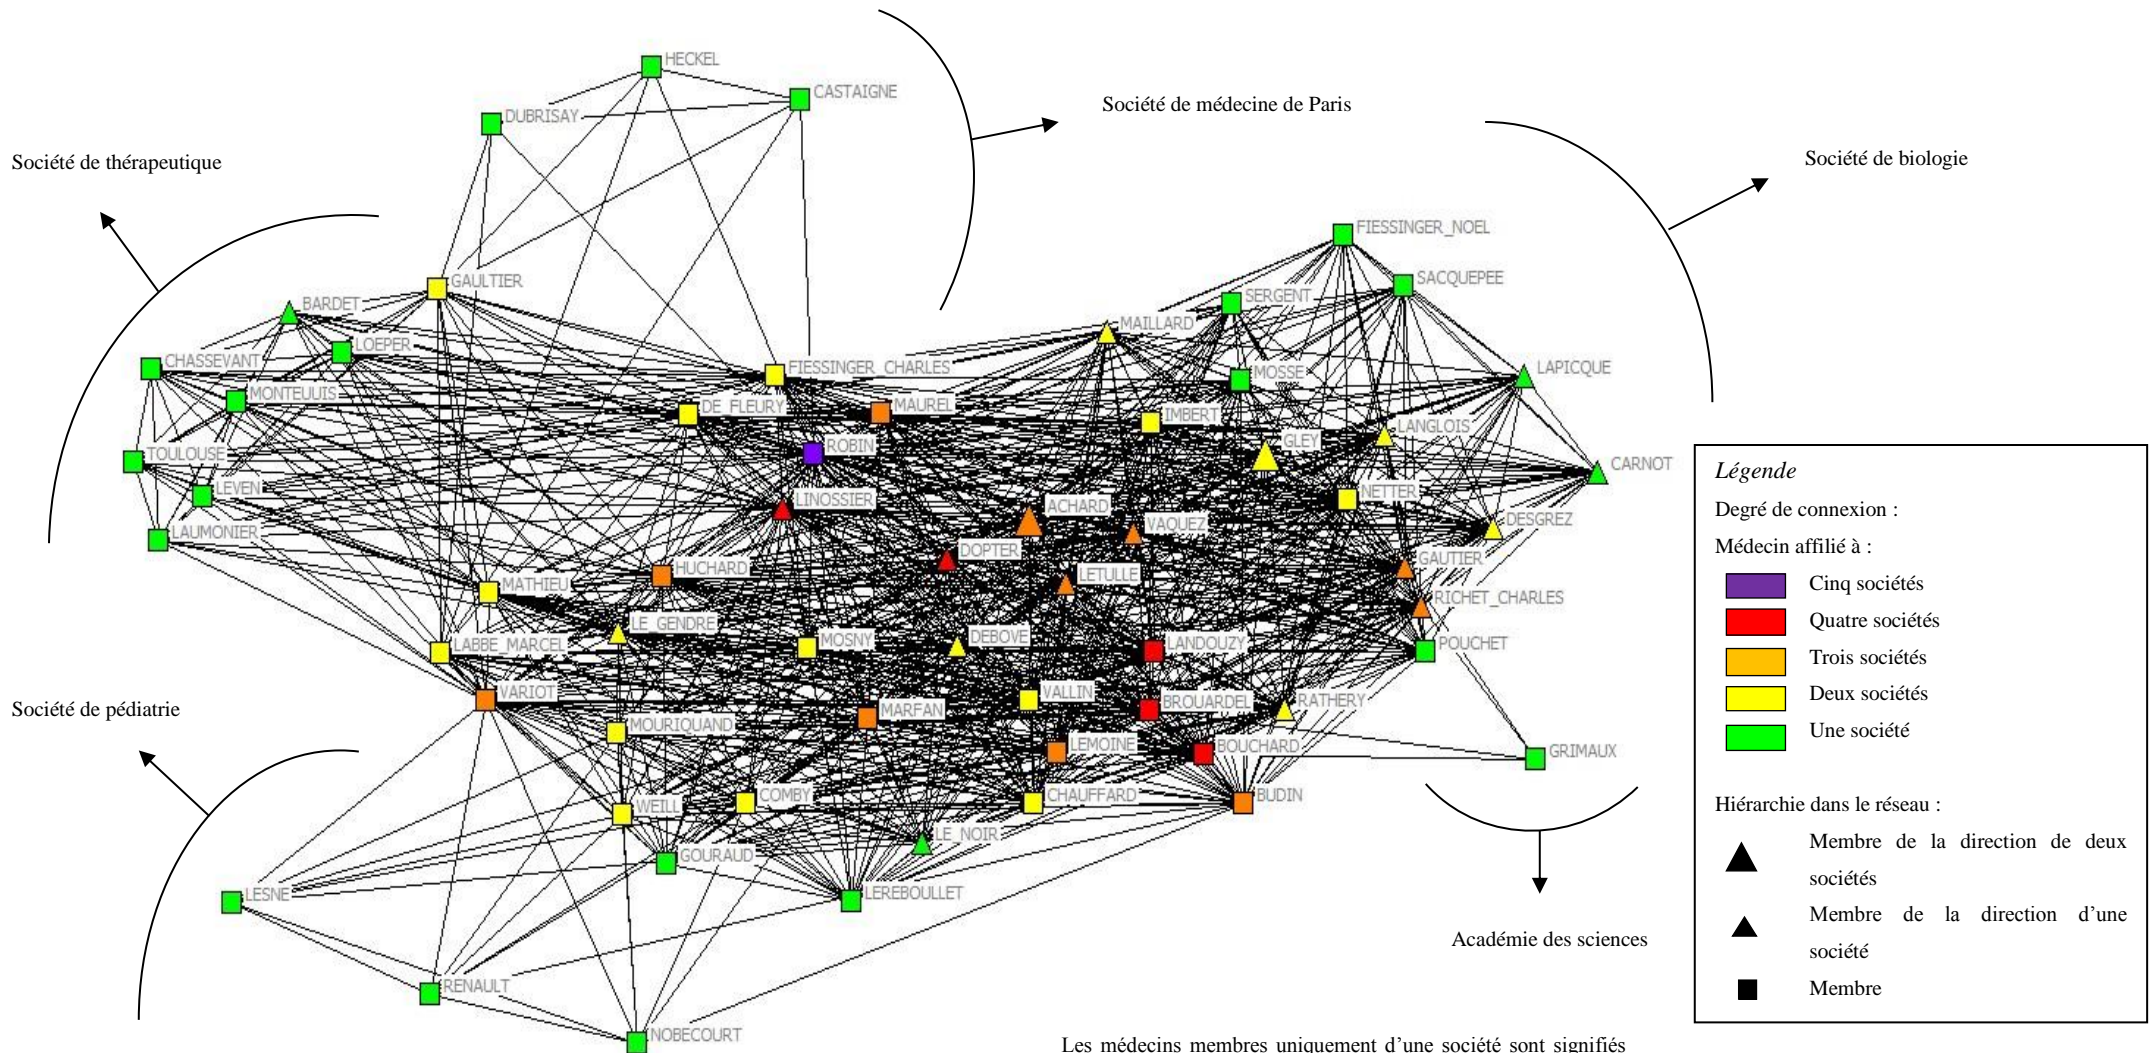 HECKEL
CASTAIGNE
DUBRISAY
Société de médecine de Paris
Société de biologie
Société de thérapeutique
FIESSINGER_NOEL
SACQUEPEE
GAULTIER
SERGENT
BARDET
MAILLARD
LOEPER
CHASSEVANT
FIESSINGER_CHARLES
MOSSE
LAPICQUE
MONTEUUIS
DE_FLEURY
MAUREL
IMBERT
LANGLOIS
ROBIN
GLEY
TOULOUSE
CARNOT
LEVEN
LINOSSIER
NETTER
ACHARD
VAQUEZ
DESGREZ
LAUMONIER
DOPTER
GAUTIER
HUCHARD
LETULLE
MATHIEU
RICHET_CHARLES
LE_GENDRE
MOSNY
DEBOVE
LANDOUZY
POUCHET
LABBE_MARCEL
VARIOT
VALLIN
BROUARDEL
RATHERY
MARFAN
Société de pédiatrie
MOURIQUAND
LEMOINE
BOUCHARD
GRIMAUX
WEILL
COMBY
CHAUFFARD
BUDIN
LE_NOIR
GOURAUD
LESNE
LEREBOULLET
Académie des sciences
RENAULT
NOBECOURT
Légende
Degré de connexion :
Médecin affilié à :
Cinq sociétés
Quatre sociétés
Trois sociétés
Deux sociétés
Une société
Hiérarchie dans le réseau :
Membre de la direction de deux
sociétés
Membre de la direction d'une
société
Membre
Les médecins membres uniquement d'une société sont signifiés